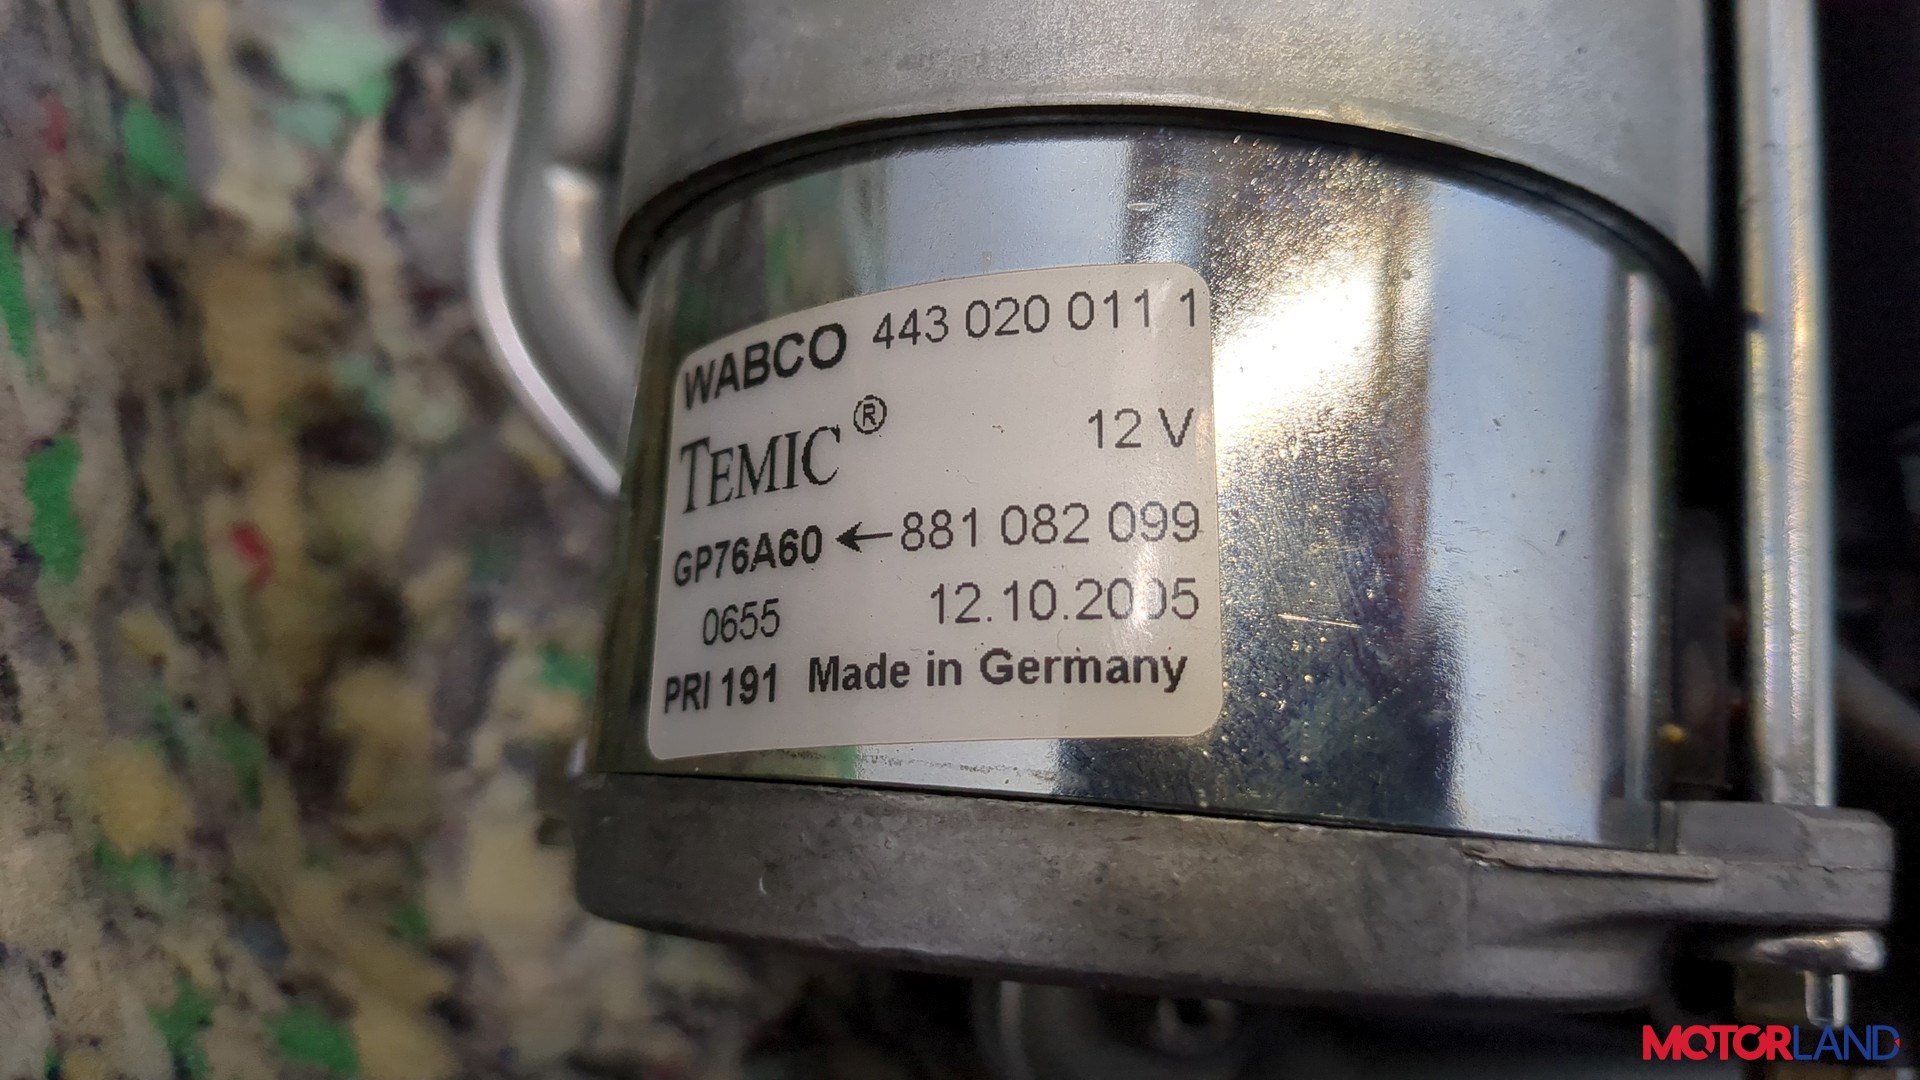 WABCO 443 020 011 1
TEMIC® 12 V
GP76A60 ←881 082 099
0655 12.10.2005
PRI 191 Made in Germany
MOTORLAND